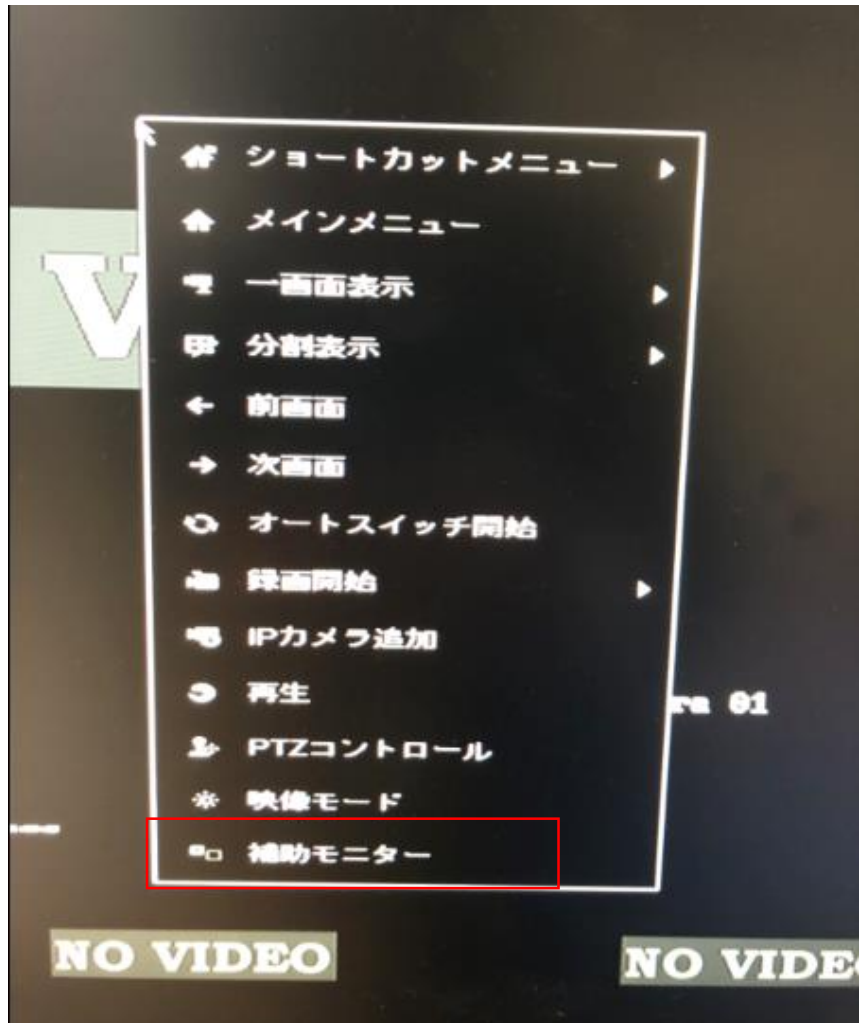 ショートカットメニュー
メインメニュー
一画面表示
分割表示
前画面
次画面
オートスイッチ開始
録画開始
IPカメラ追加
再生
ra 01
PTZコントロール
映像モード
補助モニター
NO VIDEO
NO VIDE